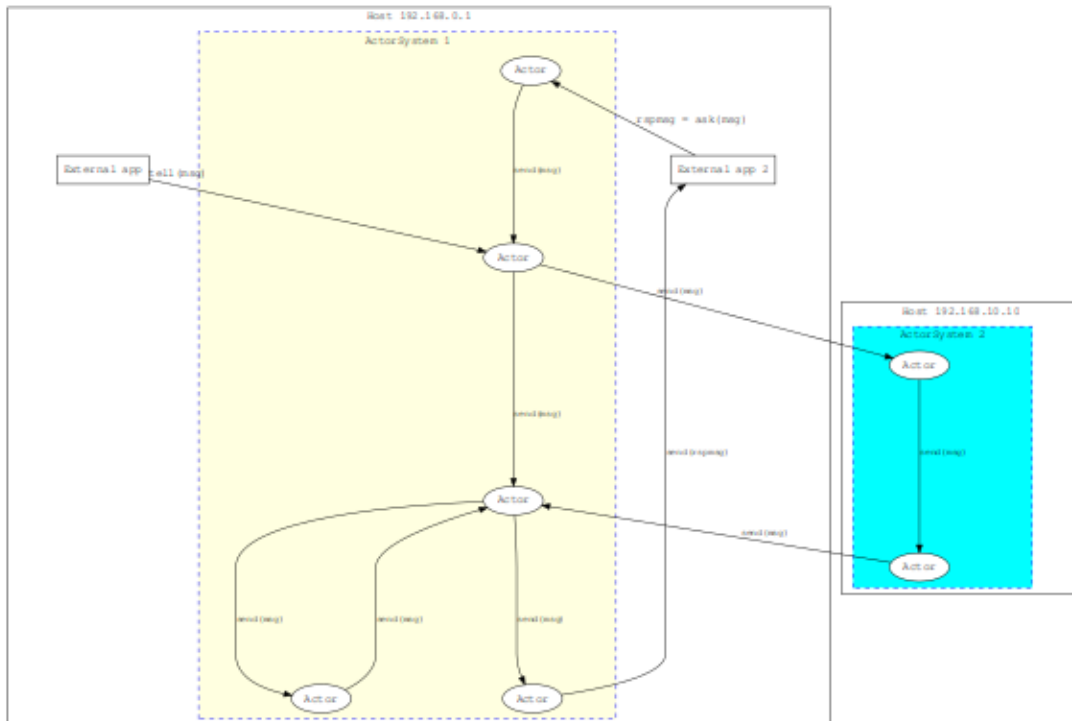 Host 192.168.0.1
ActorSystem 1
Actor
rspmsg = ask(msg)
External app
tell(msg)
send(msg)
External app 2
Actor
send(msg)
Host 192.168.10.10
ActorSystem 2
Actor
send(msg)
send(rspmsg)
send(msg)
Actor
send(msg)
Actor
send(msg)
send(msg)
send(msg)
Actor
Actor